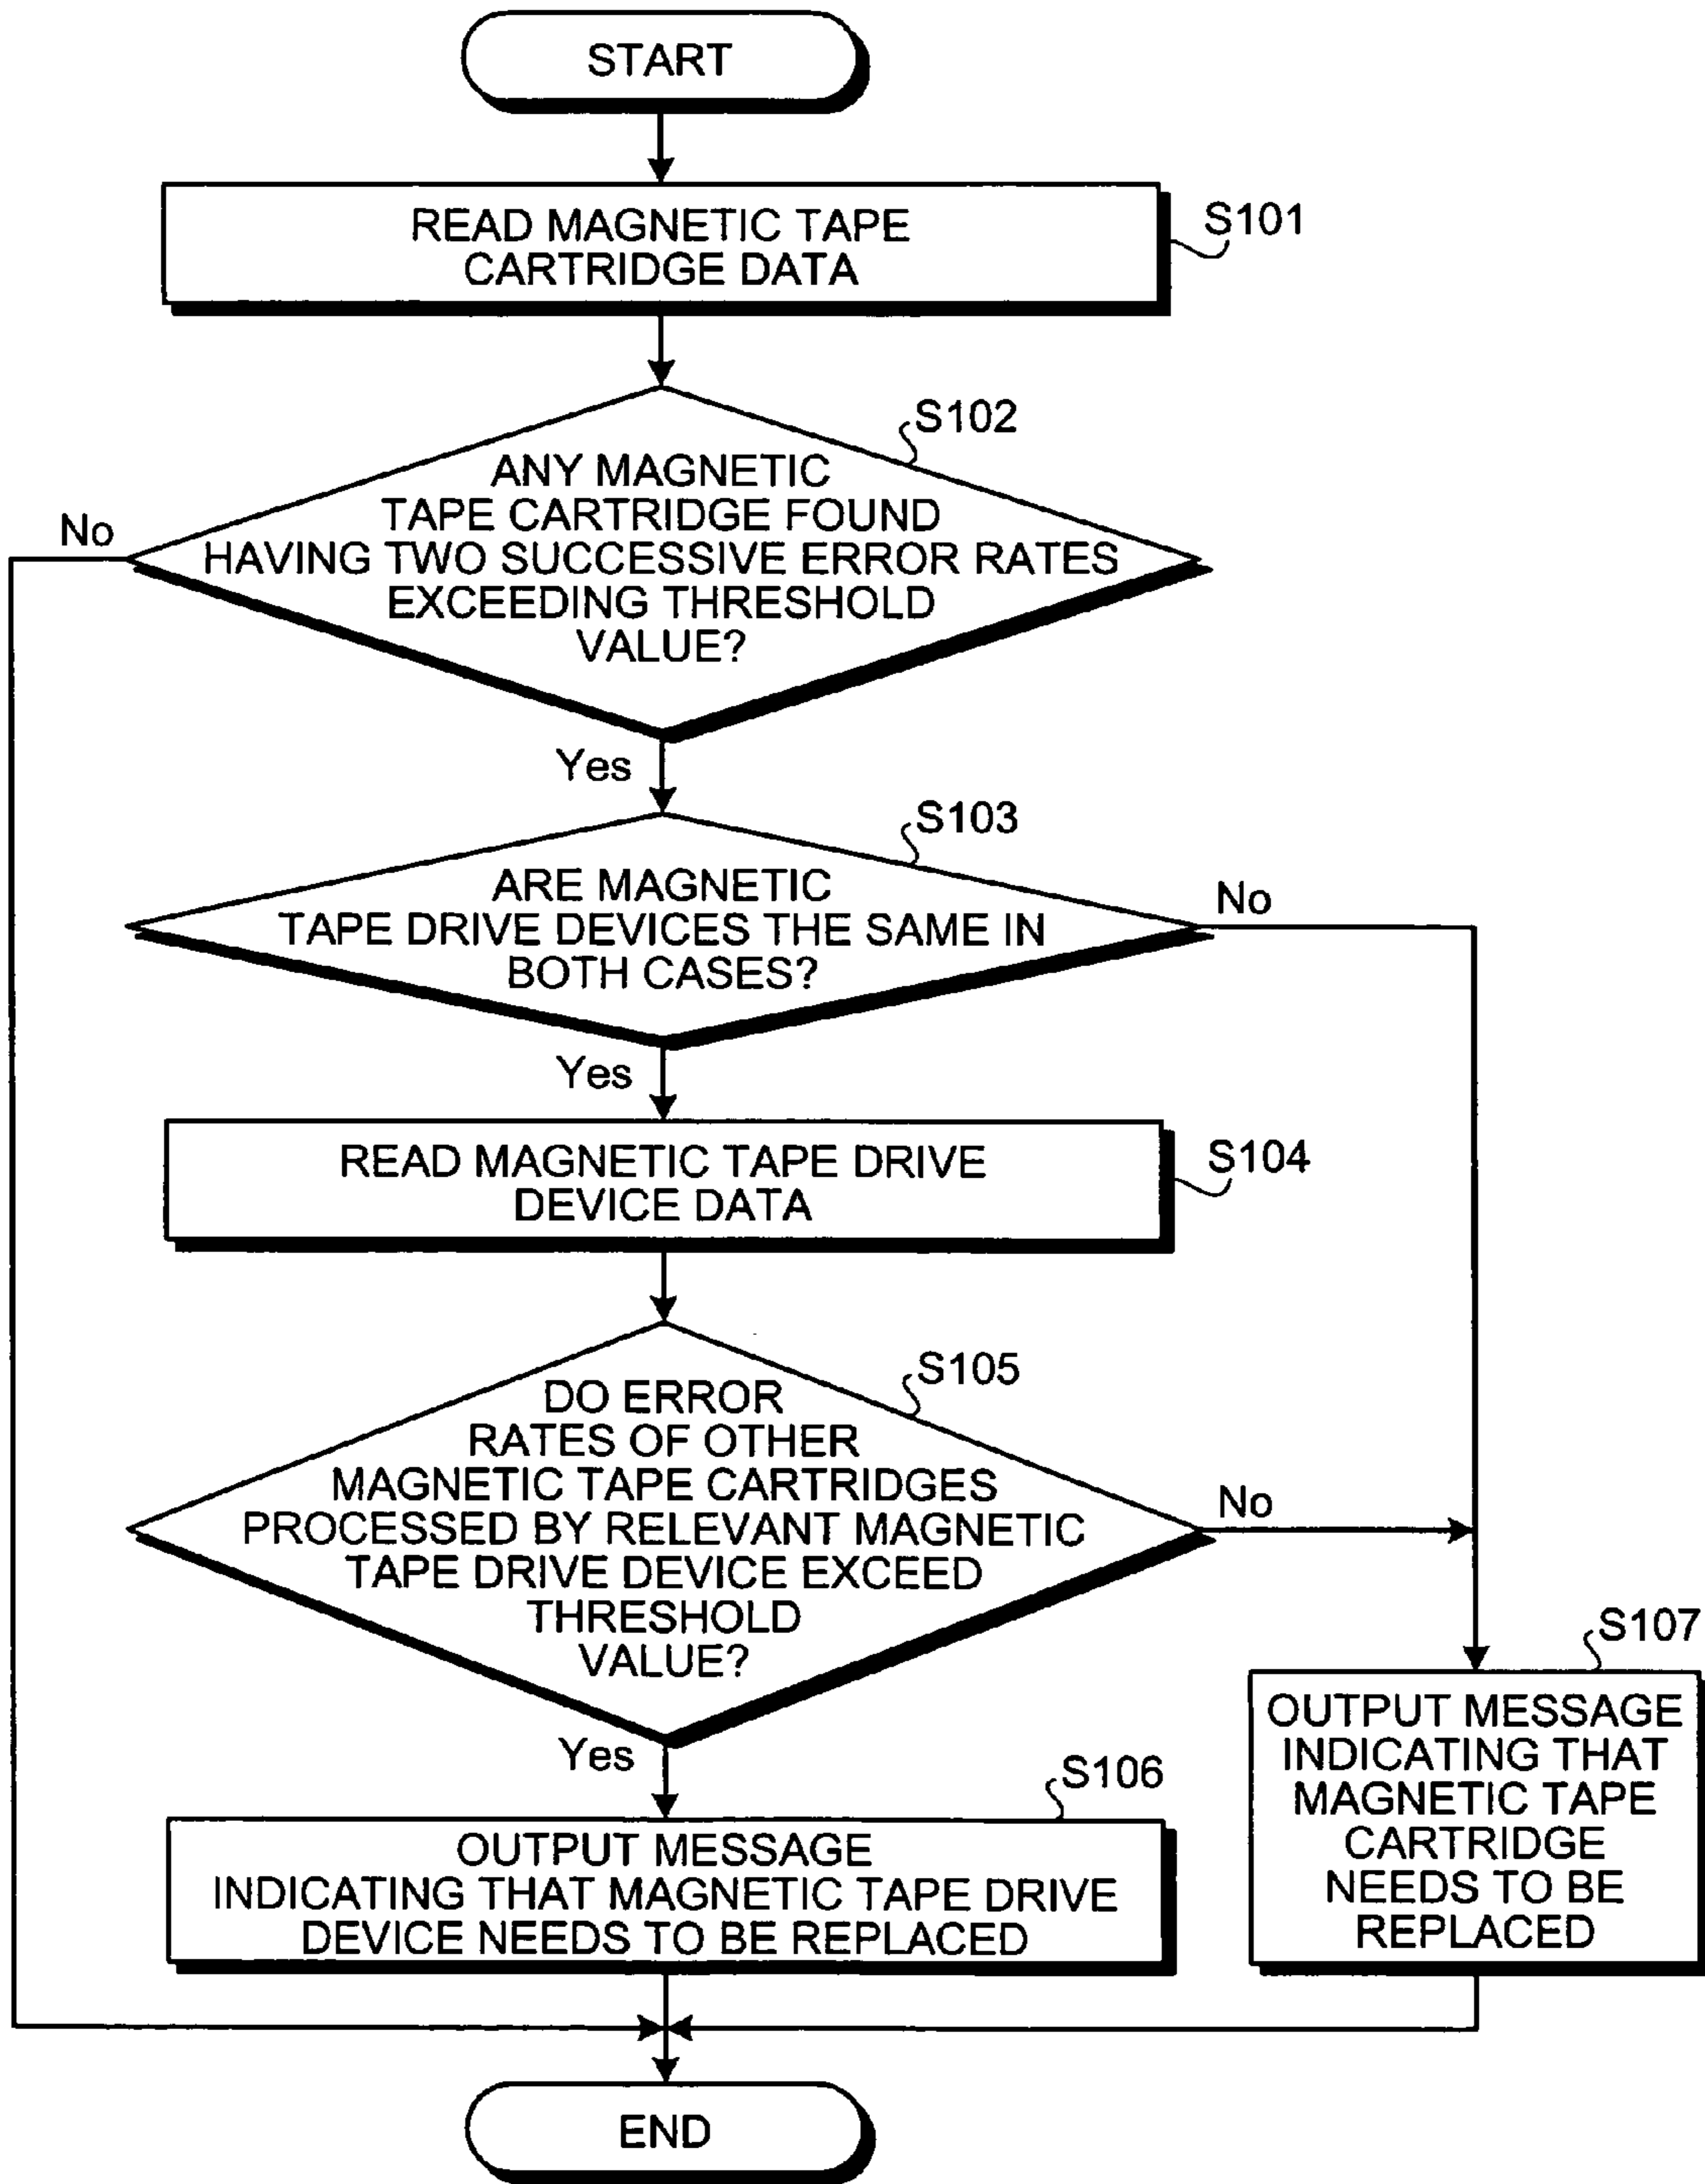 START
READ MAGNETIC TAPE
CARTRIDGE DATA
S101
S102
ANY MAGNETIC
TAPE CARTRIDGE FOUND
HAVING TWO SUCCESSIVE ERROR RATES
EXCEEDING THRESHOLD
VALUE?
No
Yes
S103
ARE MAGNETIC
TAPE DRIVE DEVICES THE SAME IN
BOTH CASES?
No
Yes
READ MAGNETIC TAPE DRIVE
DEVICE DATA
S104
S105
DO ERROR
RATES OF OTHER
MAGNETIC TAPE CARTRIDGES
PROCESSED BY RELEVANT MAGNETIC
TAPE DRIVE DEVICE EXCEED
THRESHOLD
VALUE?
No
Yes
S106
OUTPUT MESSAGE
INDICATING THAT MAGNETIC TAPE DRIVE
DEVICE NEEDS TO BE REPLACED
S107
OUTPUT MESSAGE
INDICATING THAT
MAGNETIC TAPE
CARTRIDGE
NEEDS TO BE
REPLACED
END